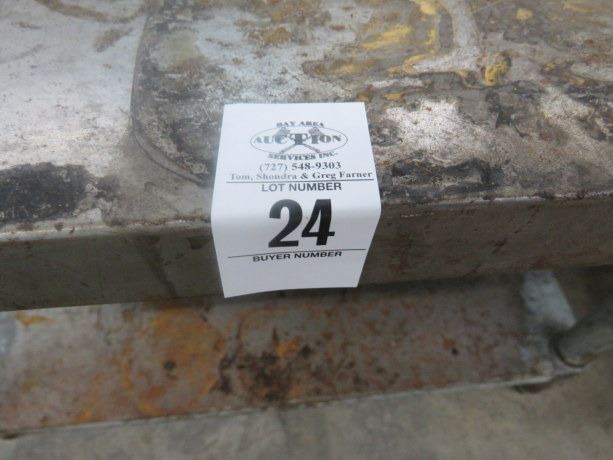 BAY AREA
AUCTION
SERVICES INC.
(727) 548-9303
Tom, Shondra & Greg Farner
LOT NUMBER
24
BUYER NUMBER